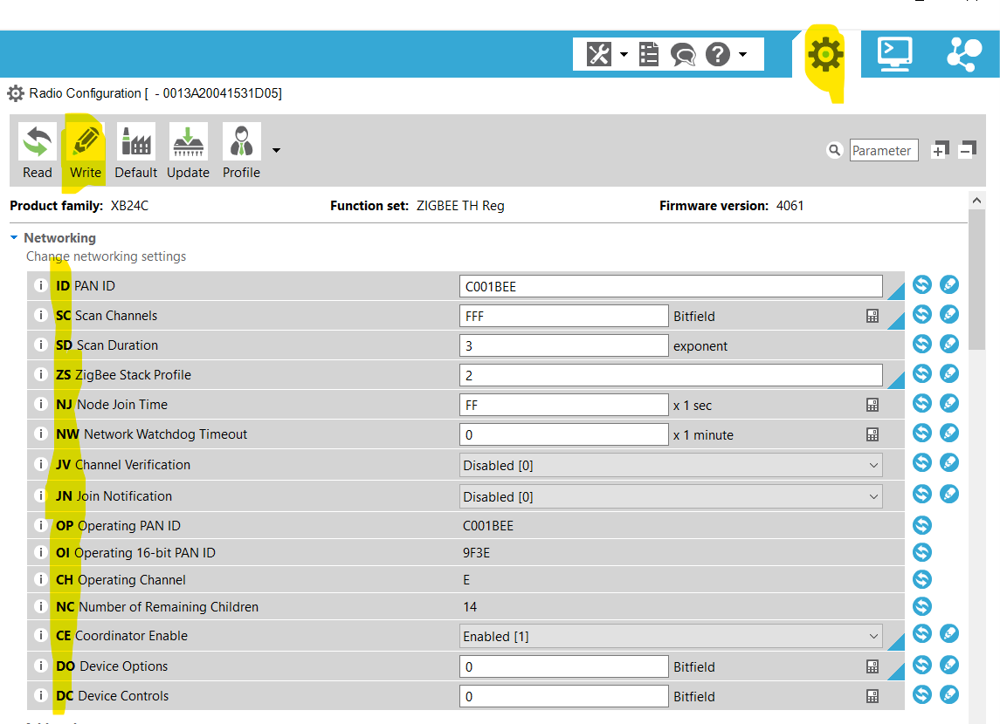 Radio Configuration [ - 0013A20041531D05]
Read Write Default Update Profile Parameter
Product family: XB24C Function set: ZIGBEE TH Reg Firmware version: 4061
Networking
Change networking settings
i ID PAN ID C001BEE
i SC Scan Channels FFF Bitfield
i SD Scan Duration 3 exponent
i ZS ZigBee Stack Profile 2
i NJ Node Join Time FF x 1 sec
i NW Network Watchdog Timeout 0 x 1 minute
i JV Channel Verification Disabled [0]
i JN Join Notification Disabled [0]
i OP Operating PAN ID C001BEE
i OI Operating 16-bit PAN ID 9F3E
i CH Operating Channel E
i NC Number of Remaining Children 14
i CE Coordinator Enable Enabled [1]
i DO Device Options 0 Bitfield
i DC Device Controls 0 Bitfield